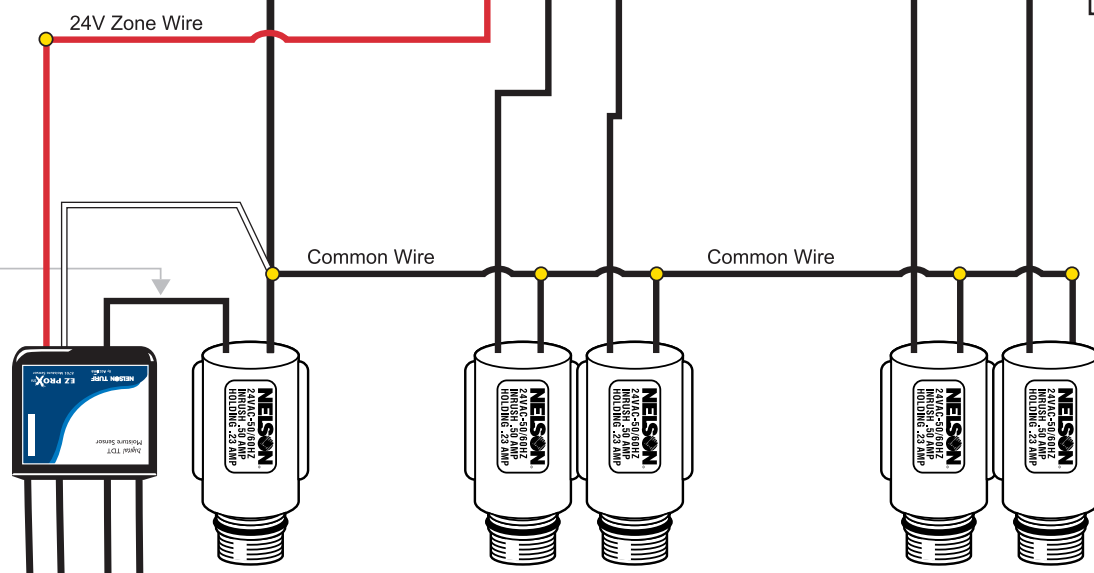 24V Zone Wire
Common Wire
Common Wire
EZ PROX
8701 Moisture Sensor
NELSON TURF
Digital TDT
Moisture Sensor
NELSON
24VAC-50/60HZ
INRUSH .50 AMP
HOLDING .23 AMP
NELSON
24VAC-50/60HZ
INRUSH .50 AMP
HOLDING .23 AMP
NELSON
24VAC-50/60HZ
INRUSH .50 AMP
HOLDING .23 AMP
NELSON
24VAC-50/60HZ
INRUSH .50 AMP
HOLDING .23 AMP
NELSON
24VAC-50/60HZ
INRUSH .50 AMP
HOLDING .23 AMP